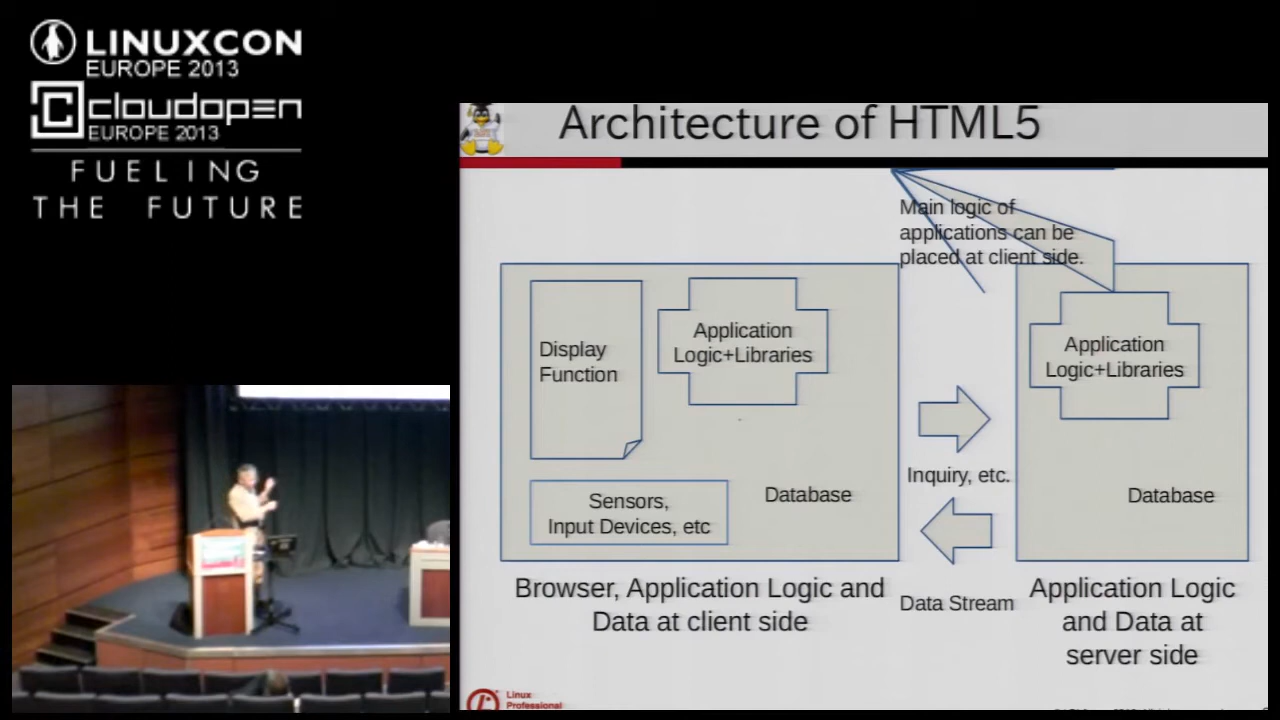 LINUXCON
EUROPE 2013
cloudopen
EUROPE 2013
FUELING
THE FUTURE
Architecture of HTML5
Main logic of
applications can be
placed at client side.
Display
Function
Application
Logic+Libraries
Application
Logic+Libraries
Inquiry, etc.
Sensors,
Input Devices, etc
Database
Database
Browser, Application Logic and
Data at client side
Data Stream
Application Logic
and Data at
server side
Linux
Professional